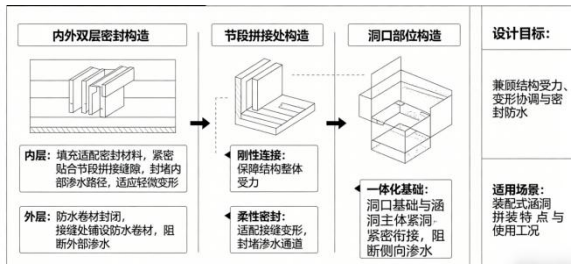 内外双层密封构造
节段拼接处构造
洞口部位构造
设计目标：
兼顾结构受力、
变形协调与密
封防水
内层：填充适配密封材料，紧密
贴合节段拼接缝隙，封堵内
部渗水路径，适应轻微变形
外层：防水卷材封闭，
接缝处铺设防水卷材，阻
断外部渗水
刚性连接：
保障结构整体
受力
柔性密封：
适配接缝变形，
封堵渗水通道
一体化基础：
洞口基础与涵
洞主体紧洞-
紧密衔接，阻
断侧向渗水
适用场景：
装配式涵洞
拼装特点与
使用工况